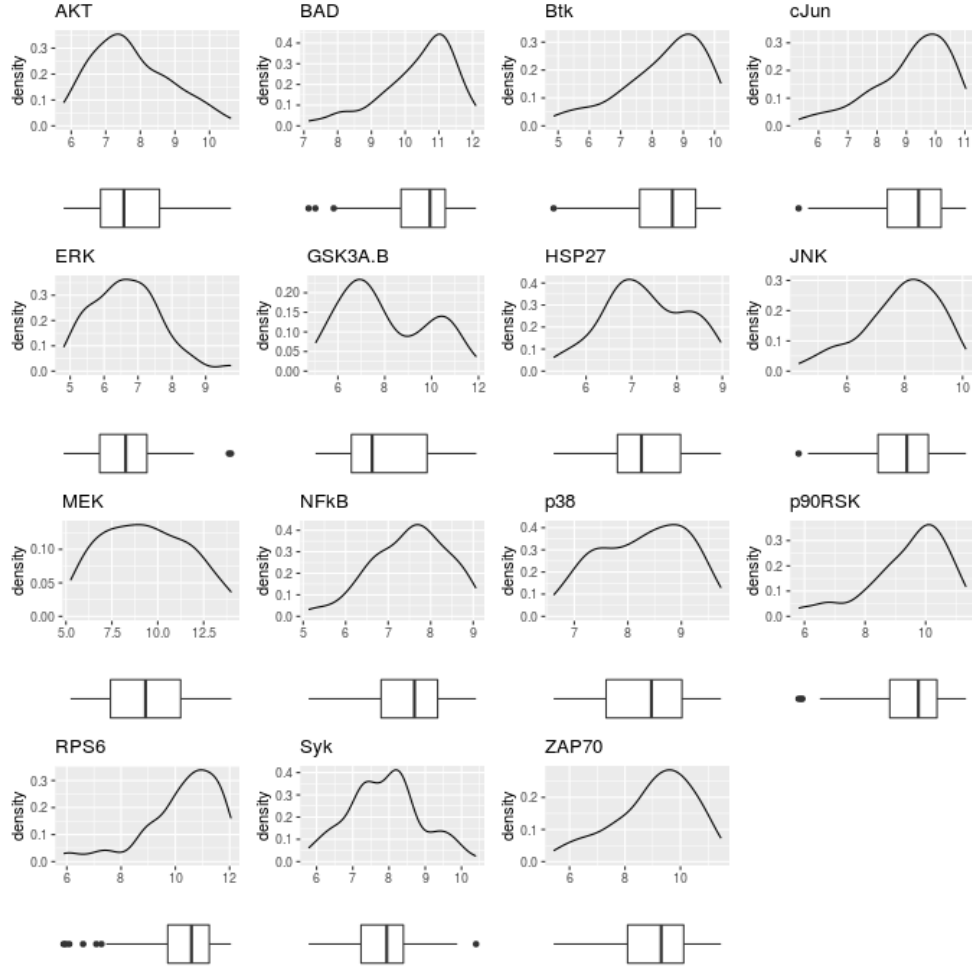 AKT BAD Btk cJun
density 0.3 0.2 0.1 0.0 density 0.4 0.3 0.2 0.1 0.0 density 0.3 0.2 0.1 0.0 density 0.3 0.2 0.1 0.0
6 7 8 9 10 7 8 9 10 11 12 5 6 7 8 9 10 6 7 8 9 10 11
ERK GSK3A.B HSP27 JNK
density 0.3 0.2 0.1 0.0 density 0.20 0.15 0.10 0.05 0.00 density 0.4 0.3 0.2 0.1 0.0 density 0.3 0.2 0.1 0.0
5 6 7 8 9 6 8 10 12 6 7 8 9 6 8 10
MEK NFkB p38 p90RSK
density 0.10 0.05 0.00 density 0.4 0.3 0.2 0.1 0.0 density 0.4 0.3 0.2 0.1 0.0 density 0.3 0.2 0.1 0.0
5.0 7.5 10.0 12.5 5 6 7 8 9 7 8 9 6 8 10
RPS6 Syk ZAP70
density 0.3 0.2 0.1 0.0 density 0.4 0.3 0.2 0.1 0.0 density 0.2 0.1 0.0
6 8 10 12 6 7 8 9 10 6 8 10